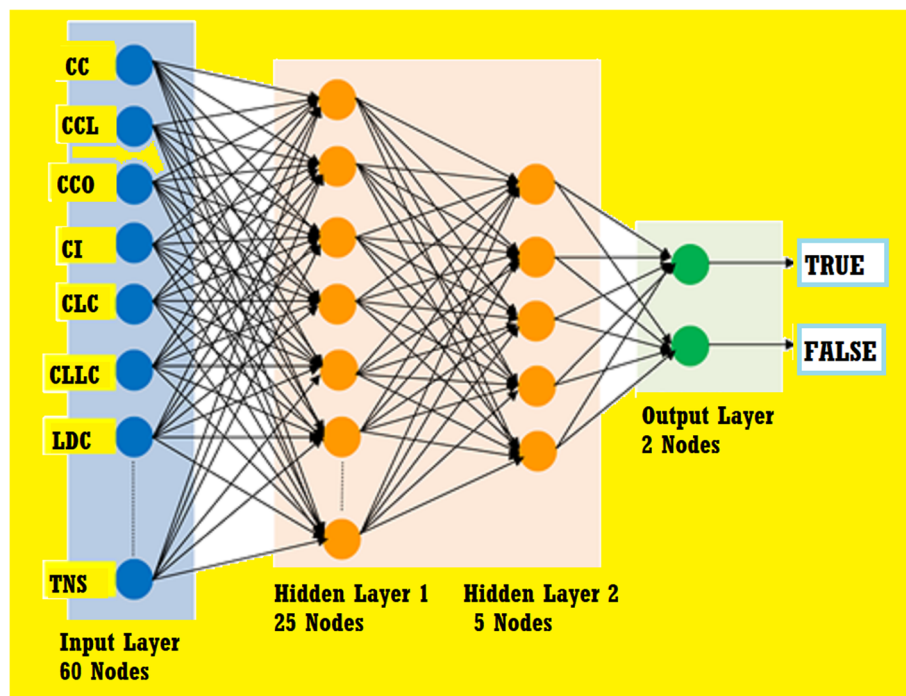 CC
CCL
CCO
CI
CLC
CLLC
LDC
TNS
Input Layer
60 Nodes
Hidden Layer 1
25 Nodes
Hidden Layer 2
5 Nodes
Output Layer
2 Nodes
TRUE
FALSE